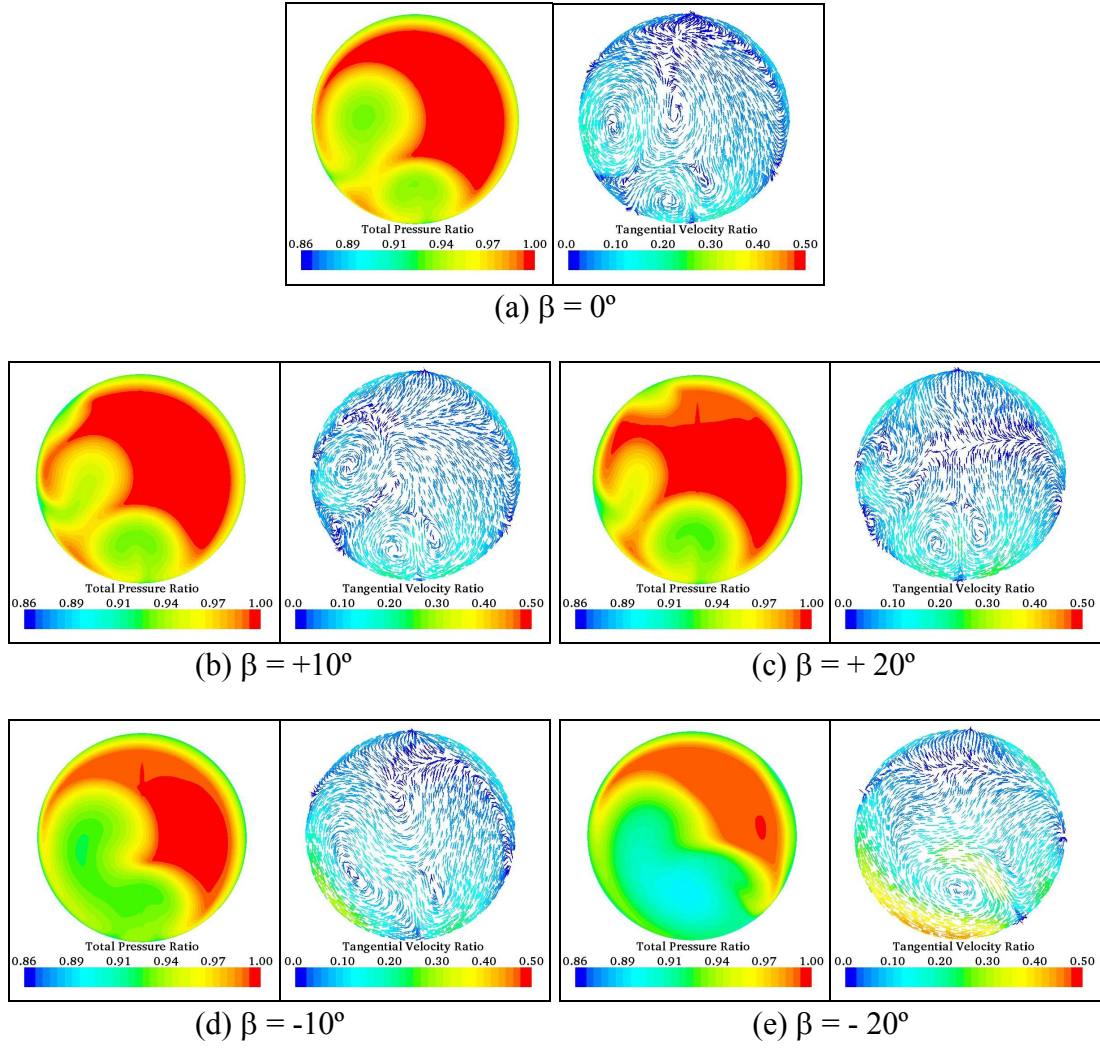 Total Pressure Ratio
0.86 0.89 0.91 0.94 0.97 1.00
Tangential Velocity Ratio
0.0 0.10 0.20 0.30 0.40 0.50
(a) β = 0º
Total Pressure Ratio
0.86 0.89 0.91 0.94 0.97 1.00
Tangential Velocity Ratio
0.0 0.10 0.20 0.30 0.40 0.50
(b) β = +10º
Total Pressure Ratio
0.86 0.89 0.91 0.94 0.97 1.00
Tangential Velocity Ratio
0.0 0.10 0.20 0.30 0.40 0.50
(c) β = + 20º
Total Pressure Ratio
0.86 0.89 0.91 0.94 0.97 1.00
Tangential Velocity Ratio
0.0 0.10 0.20 0.30 0.40 0.50
(d) β = -10º
Total Pressure Ratio
0.86 0.89 0.91 0.94 0.97 1.00
Tangential Velocity Ratio
0.0 0.10 0.20 0.30 0.40 0.50
(e) β = - 20º